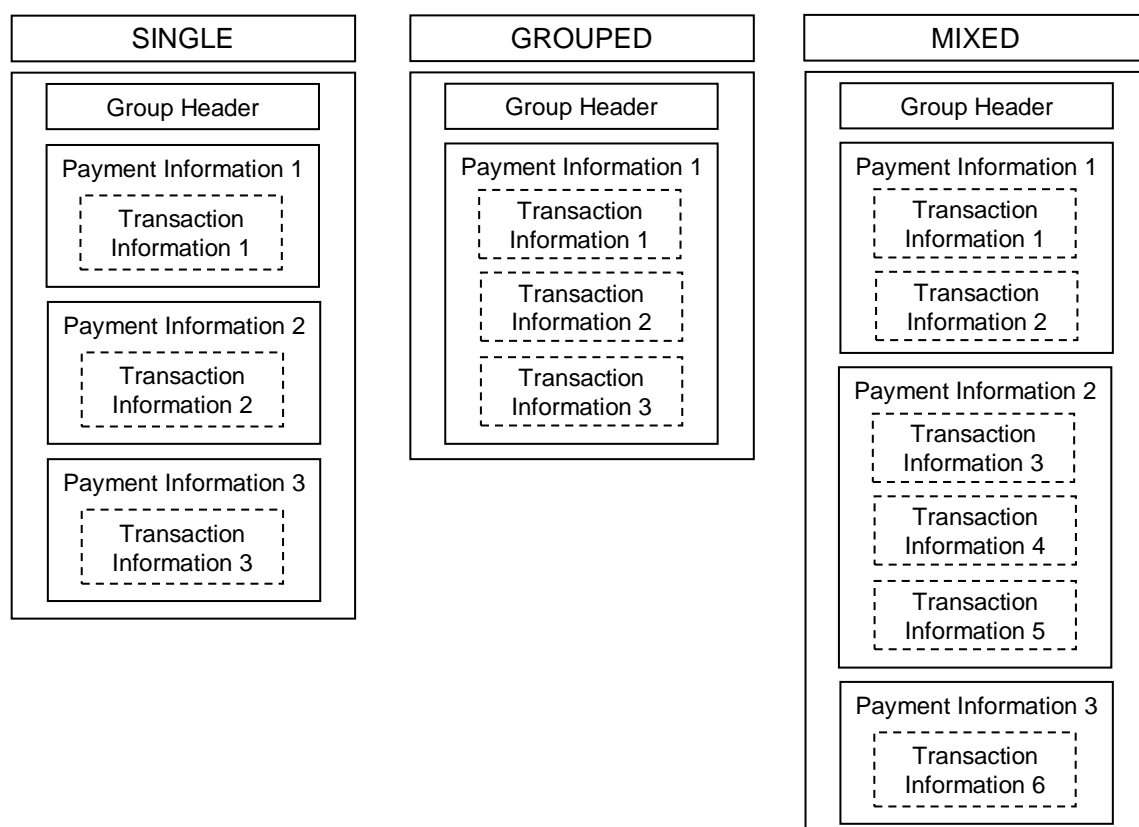 SINGLE
Group Header
Payment Information 1
Transaction
Information 1
Payment Information 2
Transaction
Information 2
Payment Information 3
Transaction
Information 3
GROUPED
Group Header
Payment Information 1
Transaction
Information 1
Transaction
Information 2
Transaction
Information 3
MIXED
Group Header
Payment Information 1
Transaction
Information 1
Transaction
Information 2
Payment Information 2
Transaction
Information 3
Transaction
Information 4
Transaction
Information 5
Payment Information 3
Transaction
Information 6